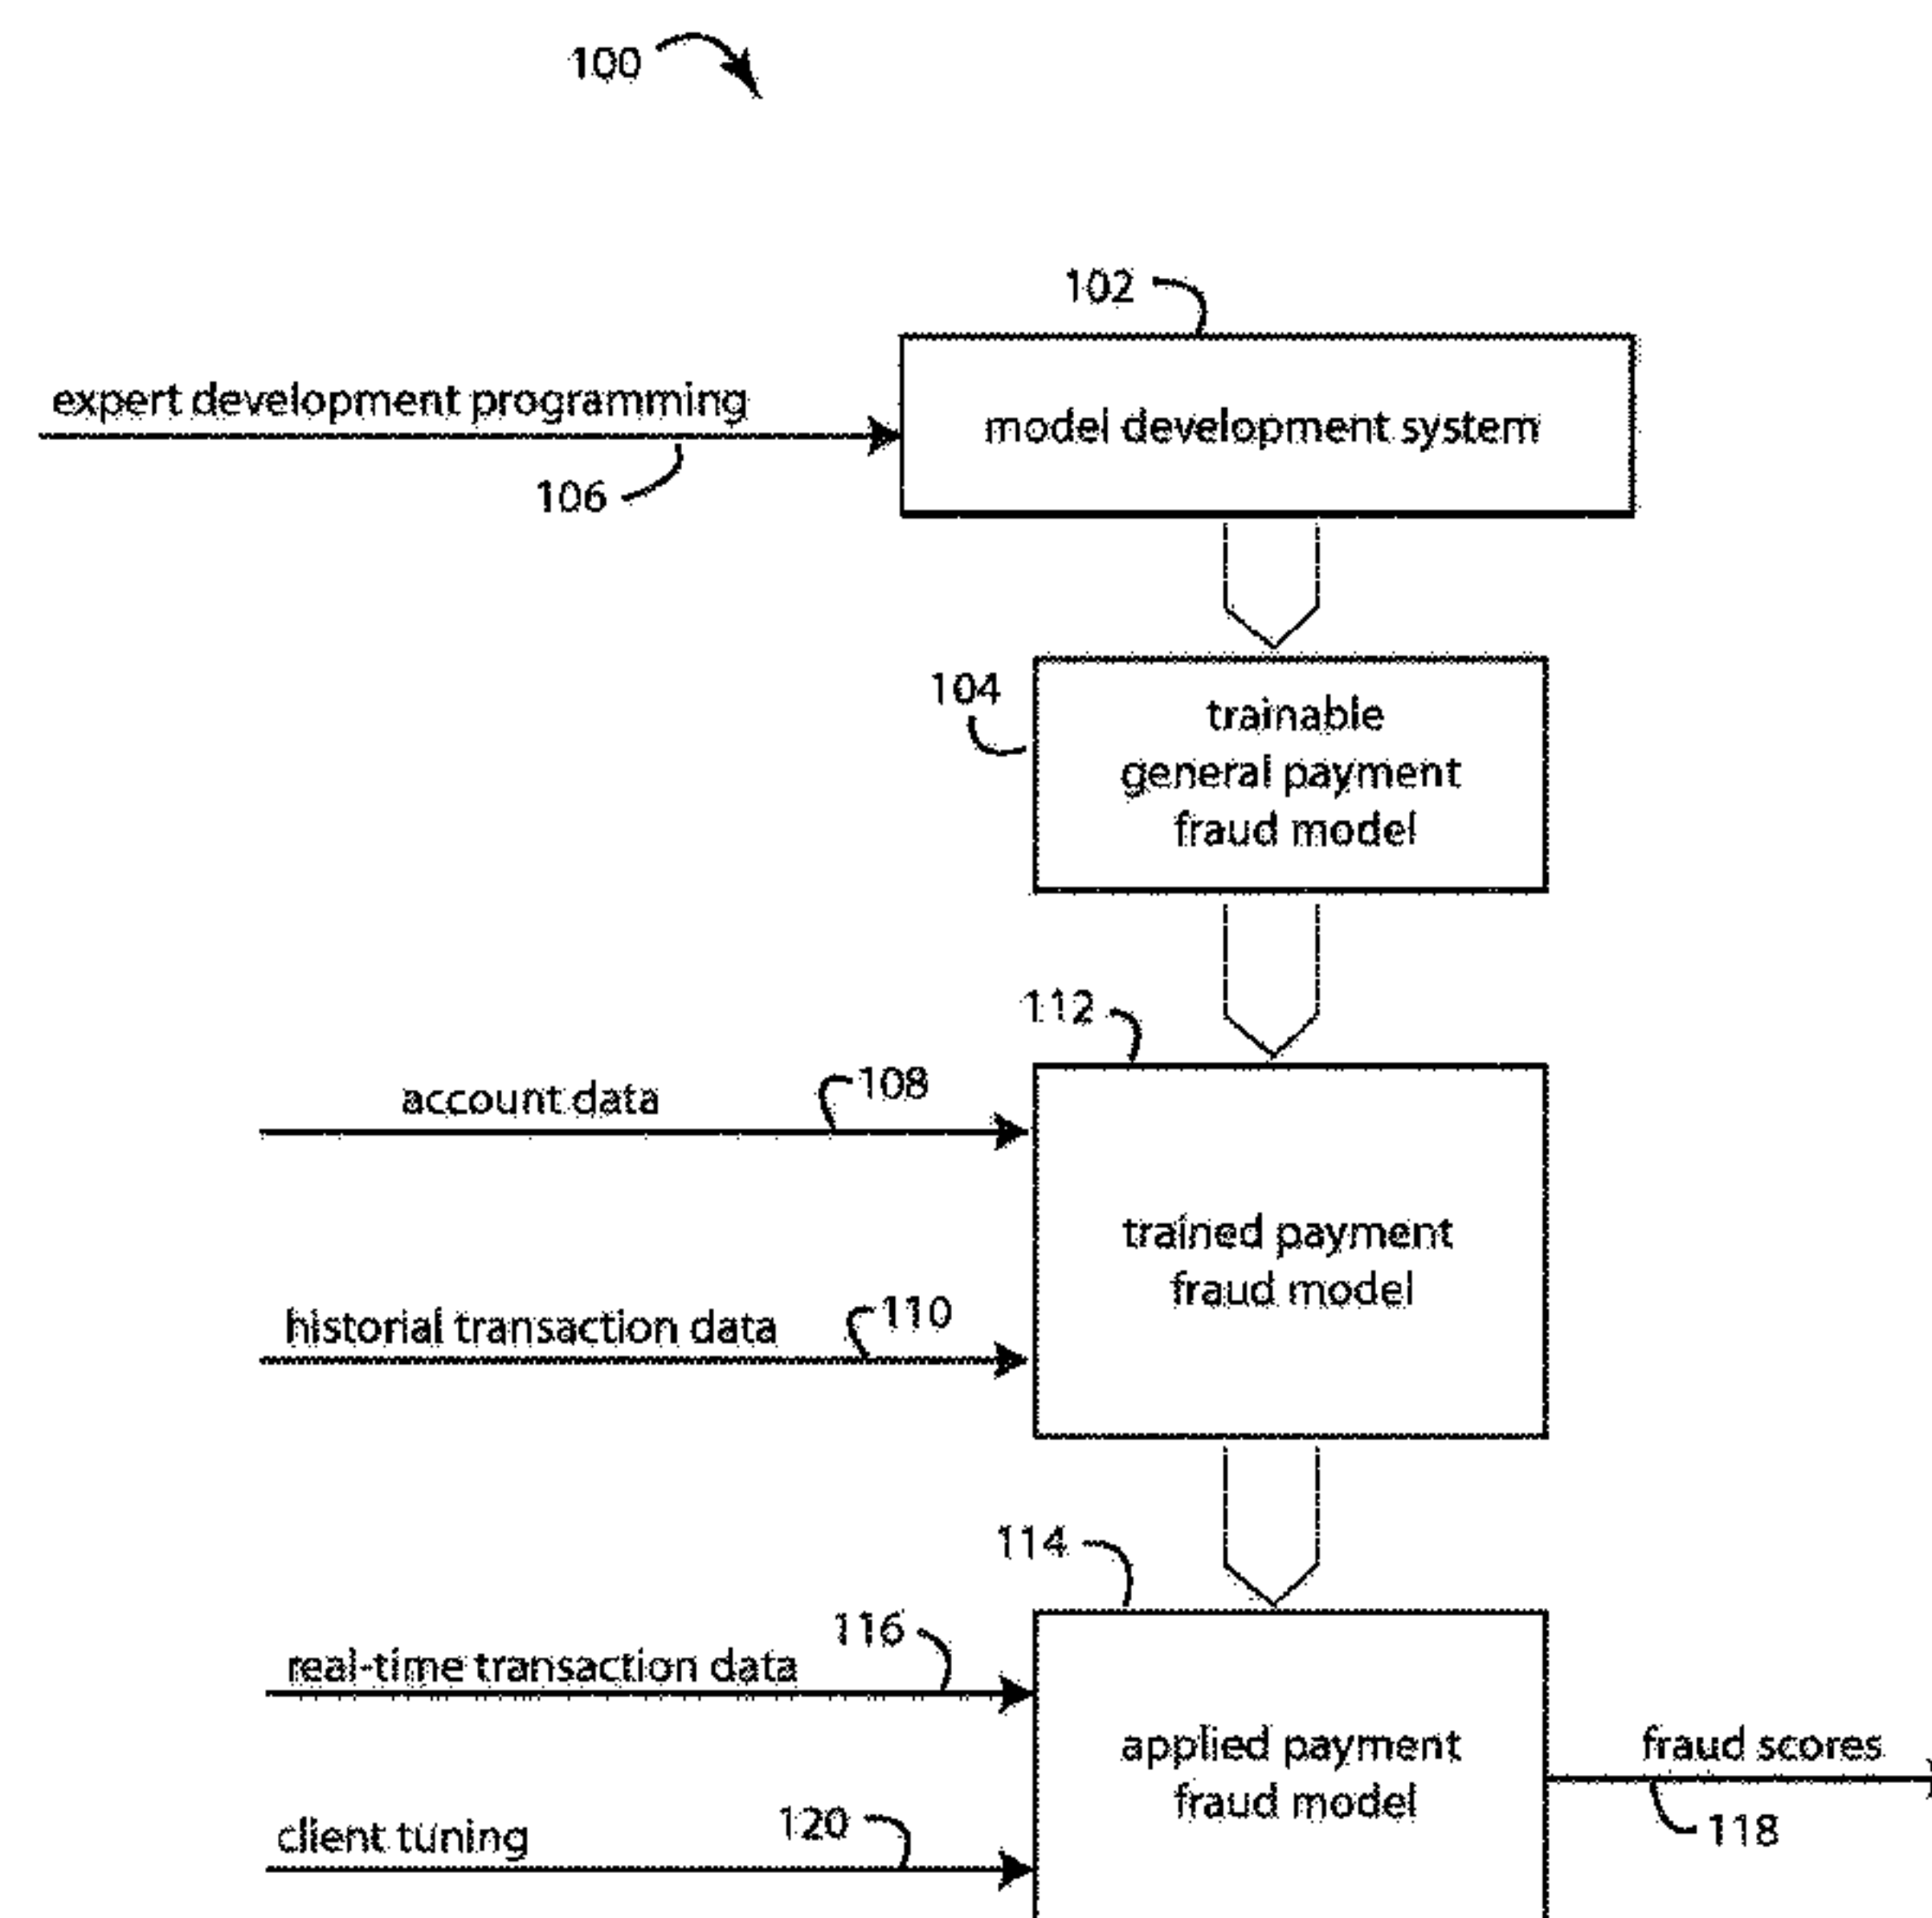 100
102
expert development programming
model development system
106
104
trainable
general payment
fraud model
112
account data
108
trained payment
fraud model
historial transaction data
110
114
116
real-time transaction data
applied payment
fraud model
fraud scores
118
client tuning
120